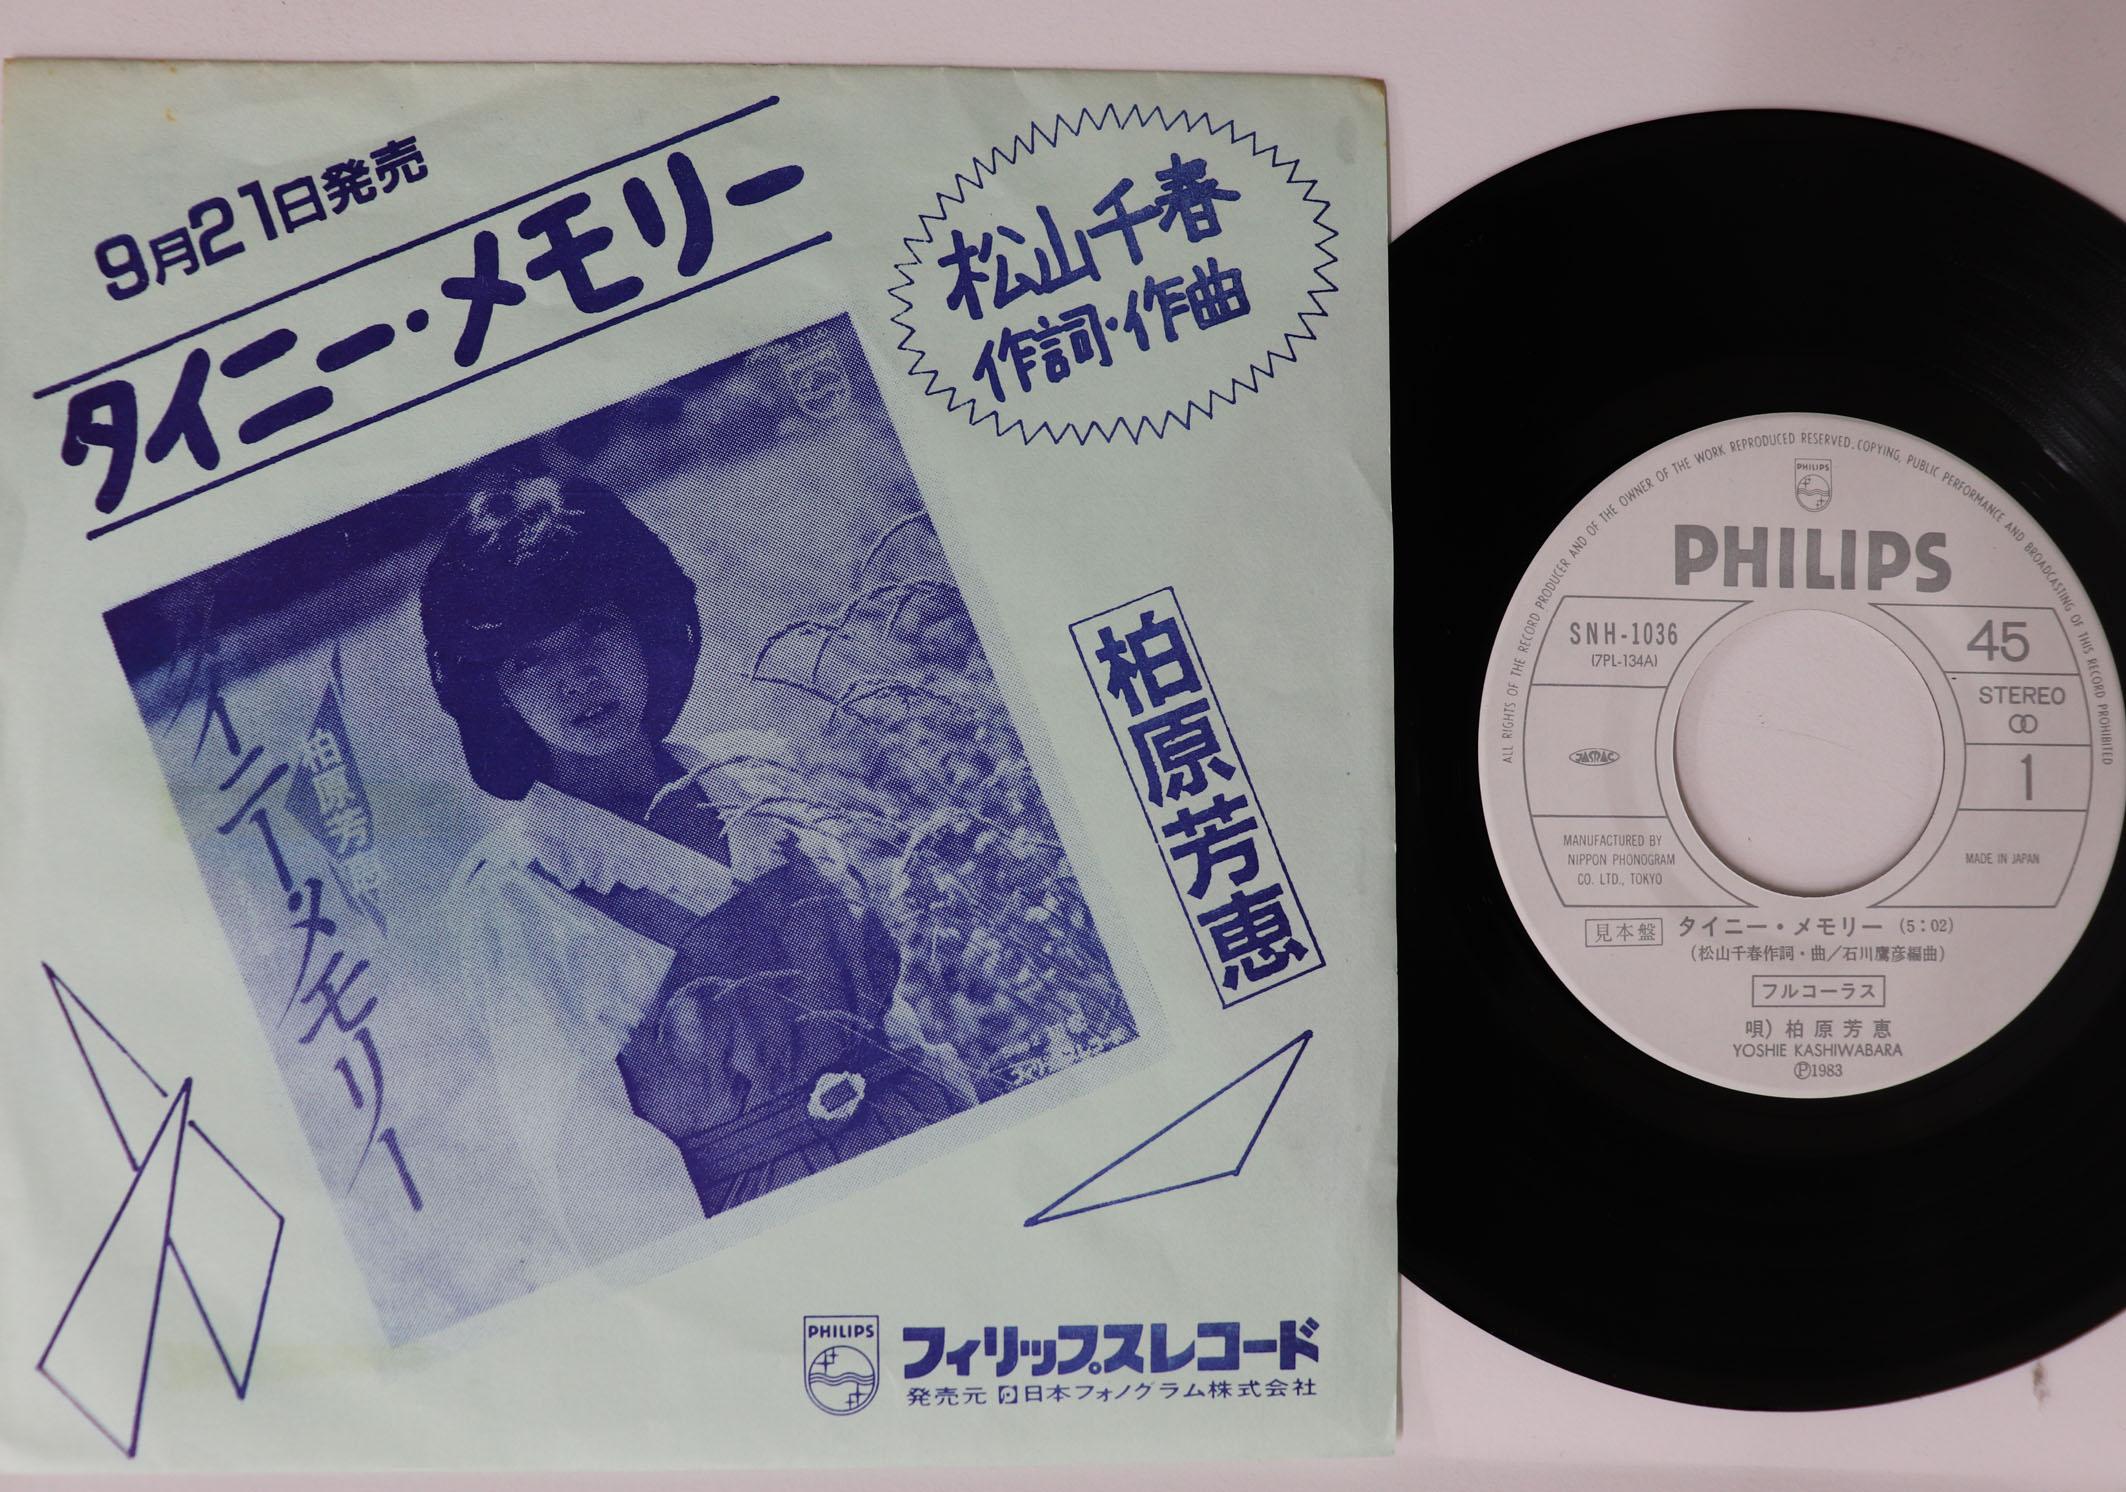 9月21日発売
タイニー・メモリー
松山千春
作詞・作曲
タイニー・メモリー
柏原芳恵
柏原芳恵
PHILIPS
フィリップスレコード
発売元 日本フォノグラム株式会社
ALL RIGHTS OF THE RECORD PRODUCER AND OF THE OWNER OF THE WORK REPRODUCED RESERVED. COPYING, PUBLIC PERFORMANCE AND BROADCASTING OF THIS RECORD PROHIBITED
PHILIPS
PHILIPS
SNH-1036
(7PL-134A)
45
STEREO
1
JASRAC
MANUFACTURED BY
NIPPON PHONOGRAM
CO. LTD., TOKYO
MADE IN JAPAN
見本盤 タイニー・メモリー (5:02)
(松山千春作詞・曲/石川鷹彦編曲)
フルコーラス
唄) 柏原芳恵
YOSHIE KASHIWABARA
Ⓟ1983